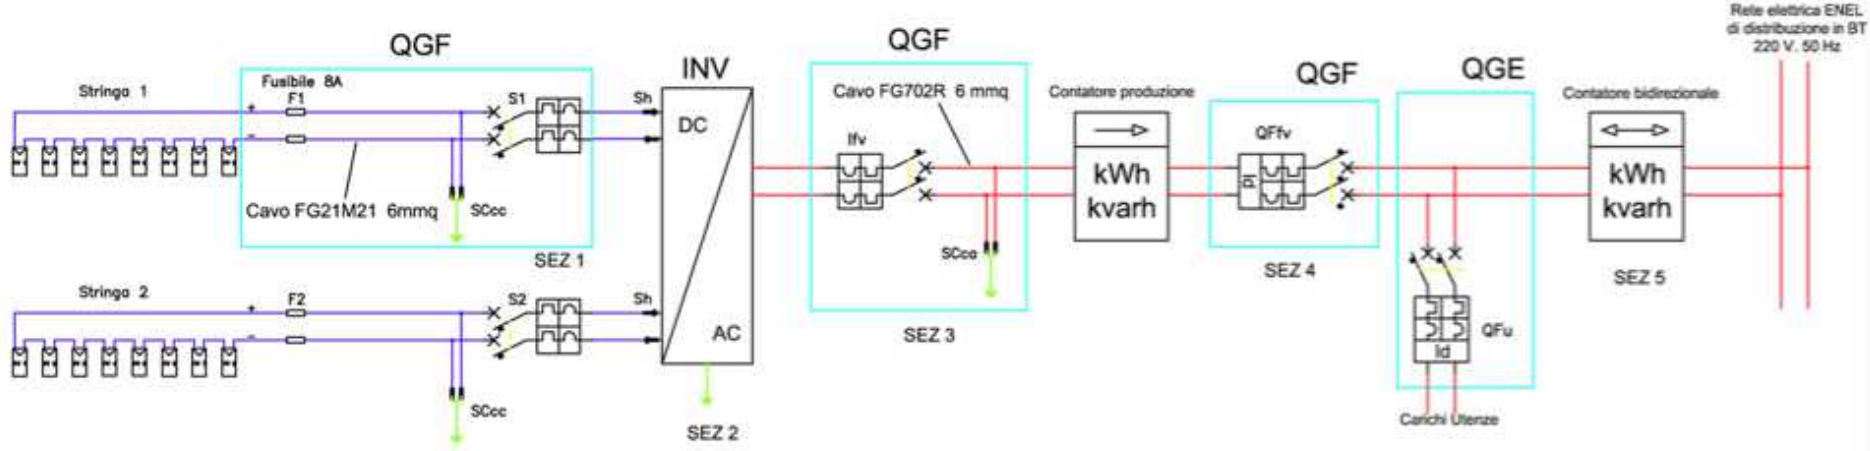 Rete elettrica ENEL
di distribuzione in BT
220 V. 50 Hz
QGF
Fusibile 8A
Stringa 1
F1
S1
Sh
+
-
Cavo FG21M21 6mmq
SCcc
SEZ 1
Stringa 2
F2
S2
Sh
+
-
SCcc
INV
DC
AC
SEZ 2
QGF
Cavo FG702R 6 mmq
Ifv
SCca
SEZ 3
Contatore produzione
kWh
kvarh
QGF
QFfv
PI
SEZ 4
QGE
QFu
Id
Carichi Utenze
Contatore bidirezionale
kWh
kvarh
SEZ 5